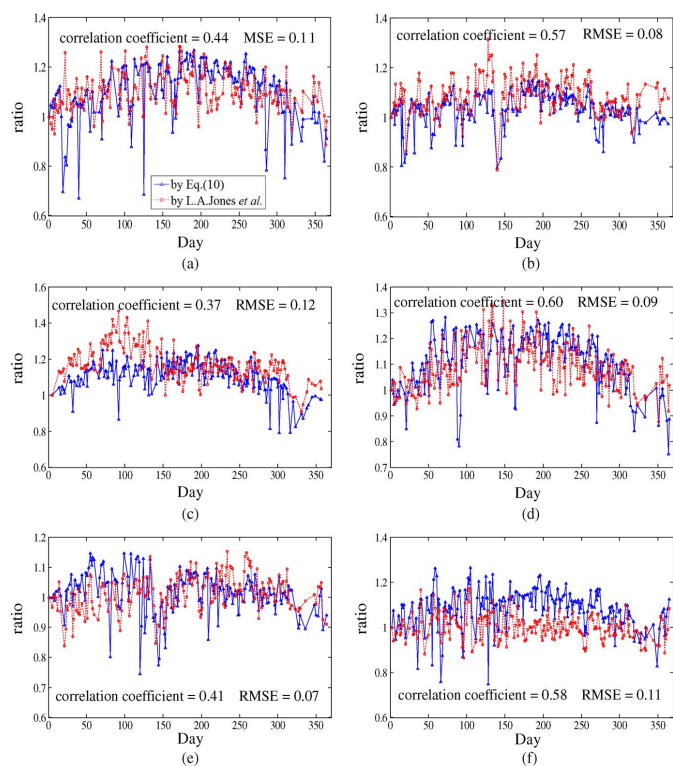 correlation coefficient = 0.44 MSE = 0.11
1.4
1.2
1
0.8
0.6
ratio
by Eq.(10)
by L.A.Jones et al.
0 50 100 150 200 250 300 350
Day
(a)
correlation coefficient = 0.57 RMSE = 0.08
1.4
1.3
1.2
1.1
1
0.9
0.8
0.7
0.6
ratio
0 50 100 150 200 250 300 350
Day
(b)
correlation coefficient = 0.37 RMSE = 0.12
1.6
1.4
1.2
1
0.8
0.6
ratio
0 50 100 150 200 250 300 350
Day
(c)
correlation coefficient = 0.60 RMSE = 0.09
1.4
1.3
1.2
1.1
1
0.9
0.8
0.7
ratio
0 50 100 150 200 250 300 350
Day
(d)
1.2
1.1
1
0.9
0.8
0.7
0.6
ratio
correlation coefficient = 0.41 RMSE = 0.07
0 50 100 150 200 250 300 350
Day
(e)
1.4
1.2
1
0.8
0.6
ratio
correlation coefficient = 0.58 RMSE = 0.11
0 50 100 150 200 250 300 350
Day
(f)